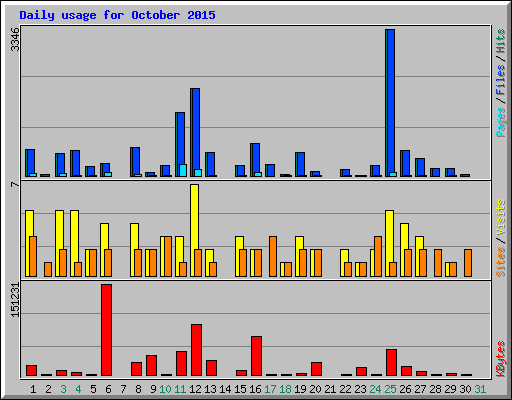 Daily usage for October 2015
3346
7
151231
Pages/Files/Hits
Sites/Visits
KBytes
1 2 3 4 5 6 7 8 9 10 11 12 13 14 15 16 17 18 19 20 21 22 23 24 25 26 27 28 29 30 31